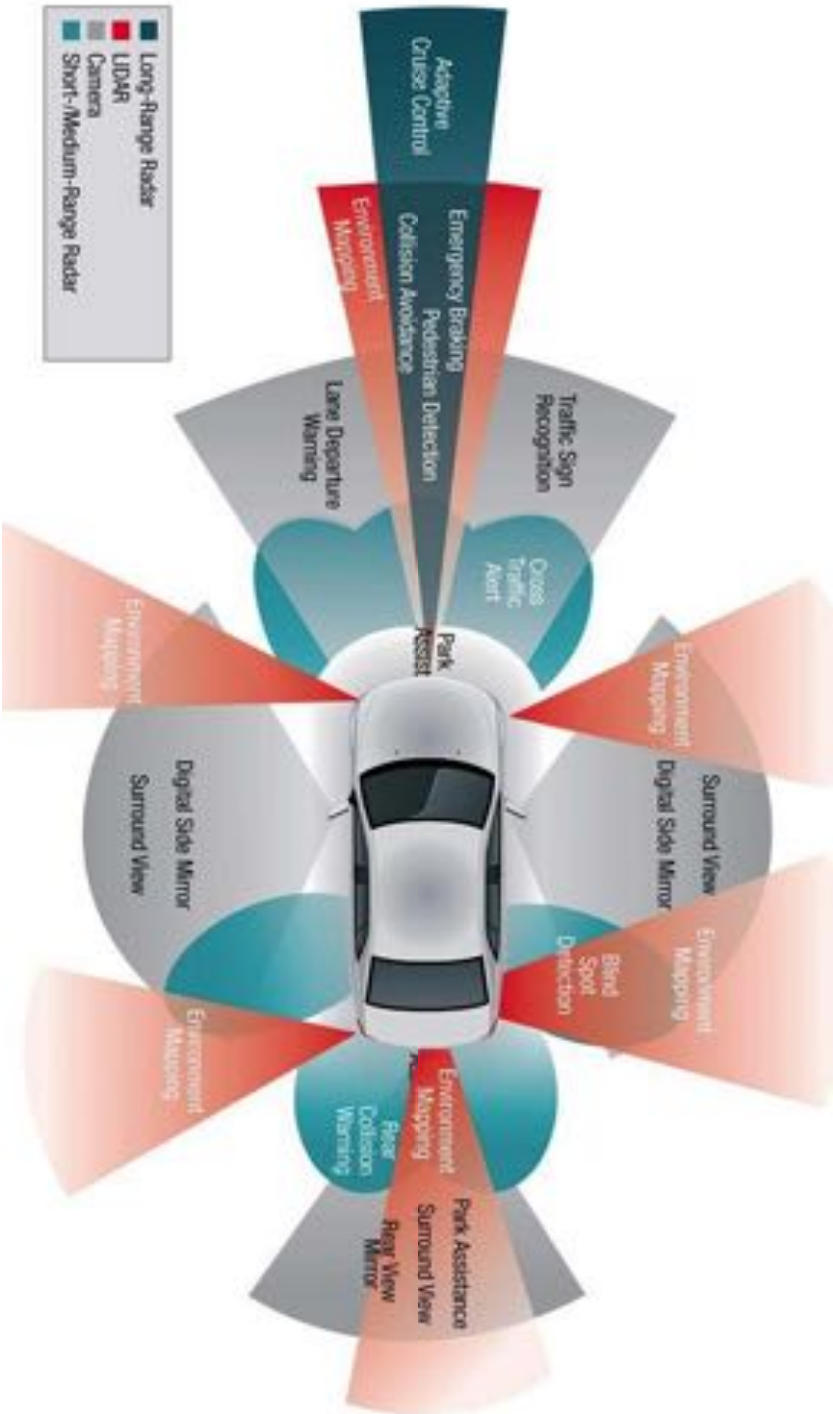 Traffic Sign
Recognition
Surround View
Digital Side Mirror
Environment
Mapping
Environment
Mapping
Blind
Spot
Detection
Cross
Traffic
Alert
Adaptive
Cruise Control
Emergency Braking
Pedestrian Detection
Collision Avoidance
Environment
Mapping
Park
Assist
Environment
Mapping
Park Assistance
Surround View
Rear View
Mirror
Rear
Collision
Warning
Lane Departure
Warning
Environment
Mapping
Digital Side Mirror
Surround View
Environment
Mapping
Long-Range Radar
LIDAR
Camera
Short-/Medium-Range Radar